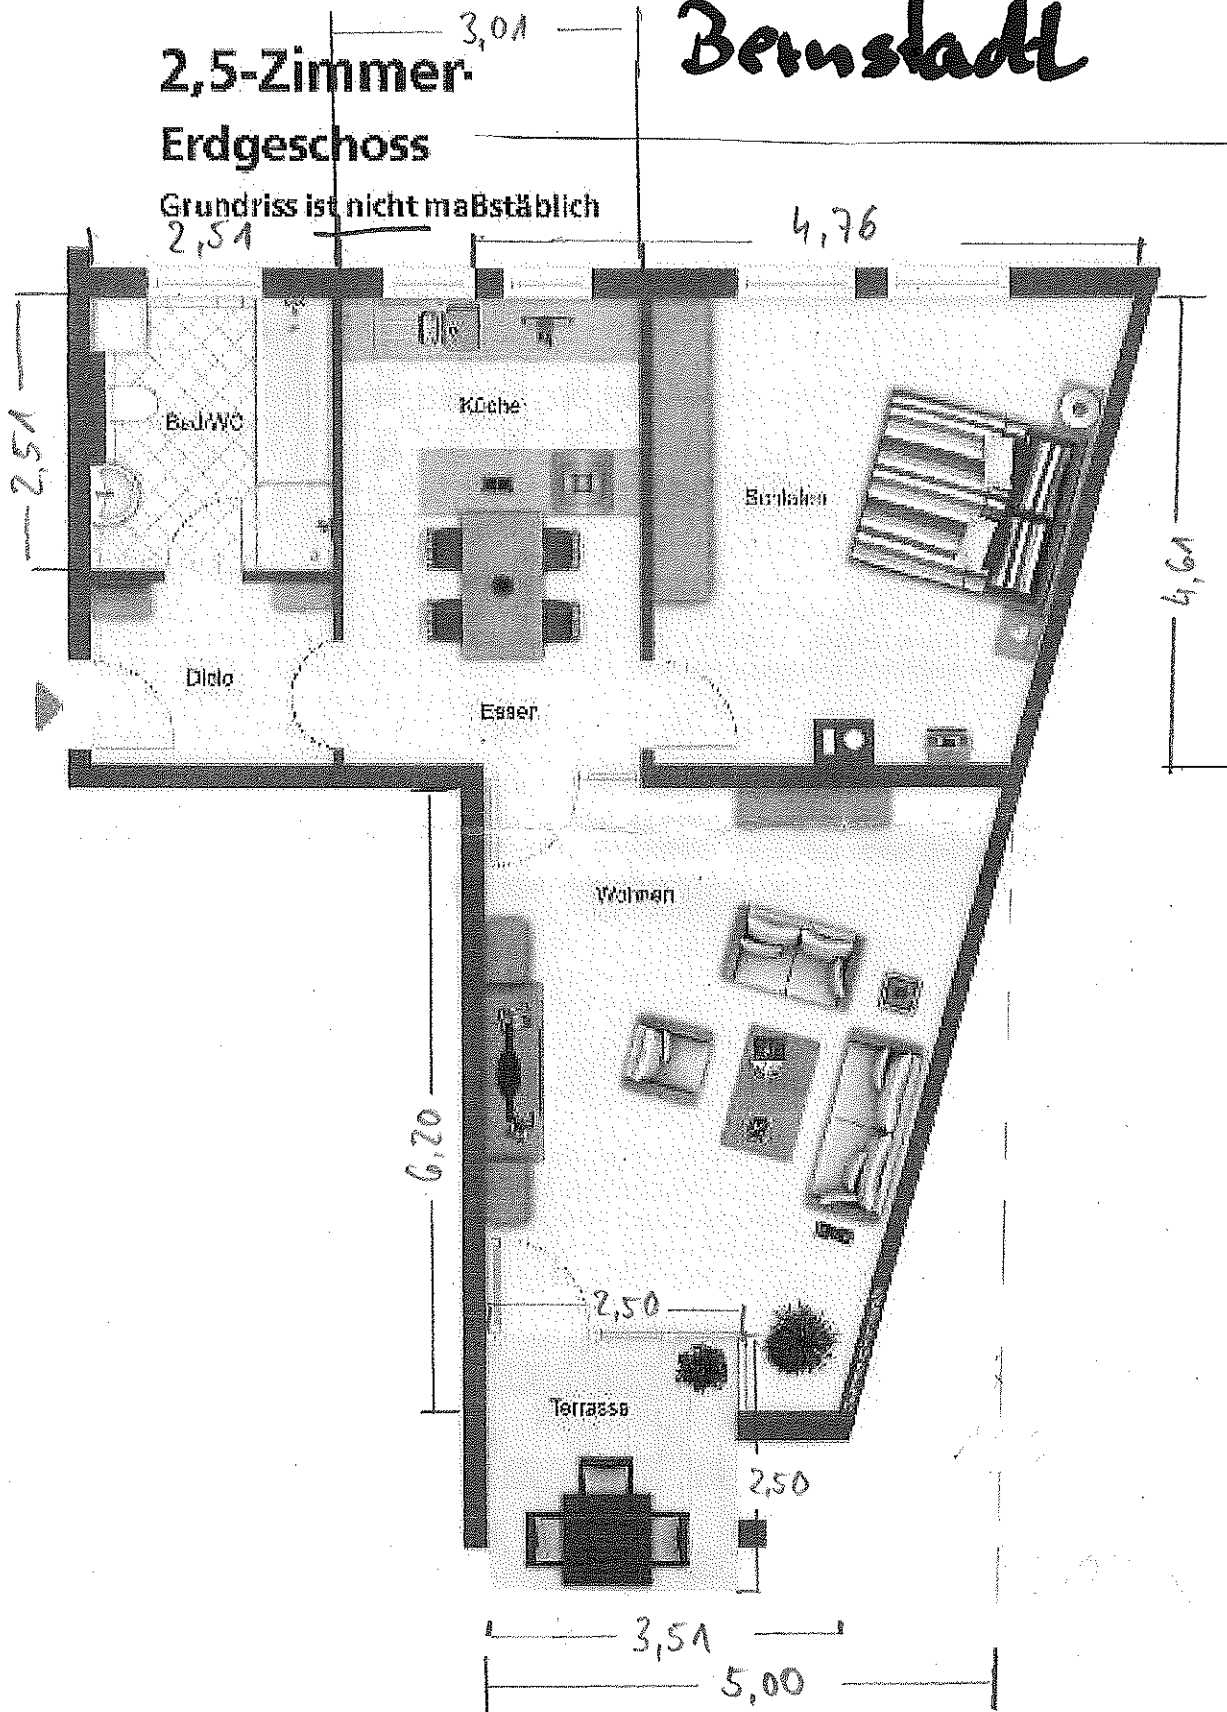 3,01
Bernstadt
2,5-Zimmer-
Erdgeschoss
Grundriss ist nicht maßstäblich
2,51
4,76
2,51
Bad/WC
Küche
Schlafen
4,61
Diele
Essen
Wohnen
6,20
2,50
Terrasse
2,50
3,51
5,00